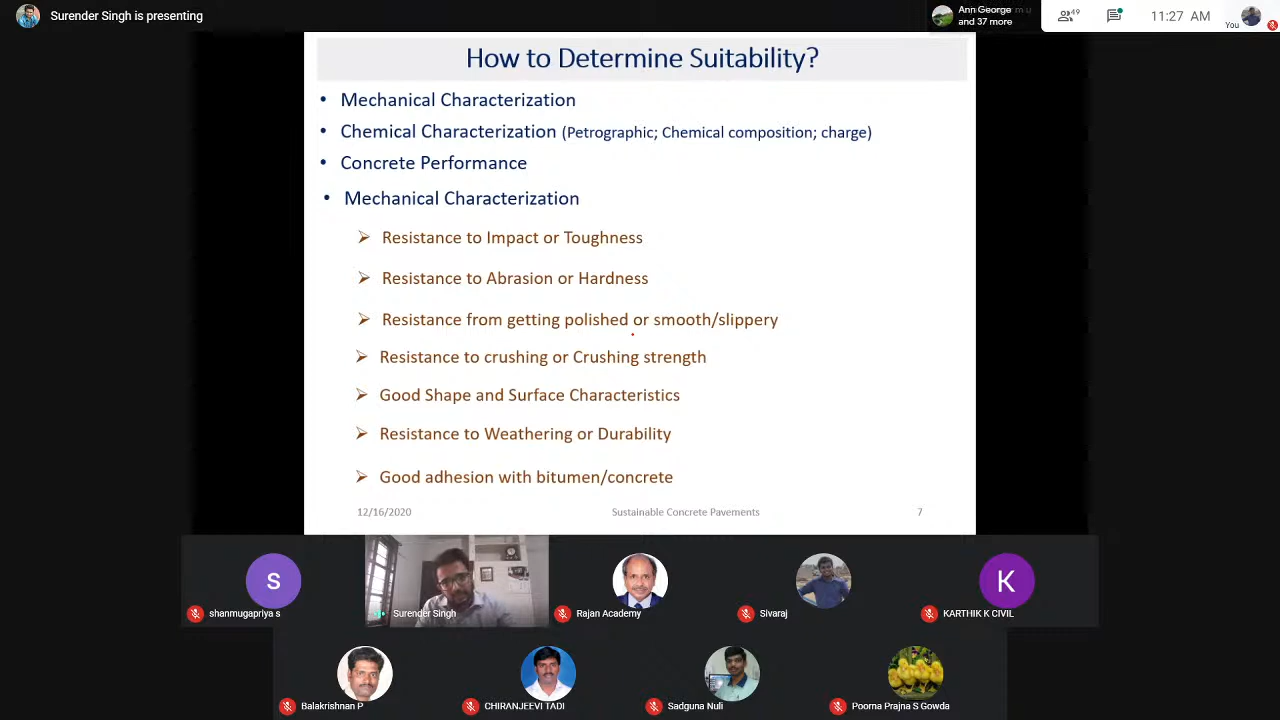 Surender Singh is presenting
Ann George
and 37 more
49
11:27 AM
You
How to Determine Suitability?
• Mechanical Characterization
• Chemical Characterization (Petrographic; Chemical composition; charge)
• Concrete Performance
• Mechanical Characterization
➢ Resistance to Impact or Toughness
➢ Resistance to Abrasion or Hardness
➢ Resistance from getting polished or smooth/slippery
➢ Resistance to crushing or Crushing strength
➢ Good Shape and Surface Characteristics
➢ Resistance to Weathering or Durability
➢ Good adhesion with bitumen/concrete
12/16/2020 Sustainable Concrete Pavements 7
s
K
shanmugapriya s
Surender Singh
Rajan Academy
Sivaraj
KARTHIK K CIVIL
Balakrishnan P
CHIRANJEEVI TADI
Sadguna Nuli
Poorna Prajna S Gowda